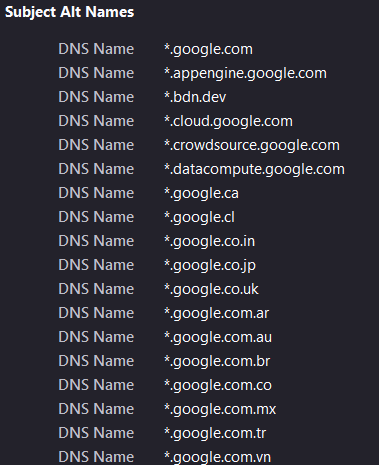 Subject Alt Names
DNS Name *.google.com
DNS Name *.appengine.google.com
DNS Name *.bdn.dev
DNS Name *.cloud.google.com
DNS Name *.crowdsource.google.com
DNS Name *.datacompute.google.com
DNS Name *.google.ca
DNS Name *.google.cl
DNS Name *.google.co.in
DNS Name *.google.co.jp
DNS Name *.google.co.uk
DNS Name *.google.com.ar
DNS Name *.google.com.au
DNS Name *.google.com.br
DNS Name *.google.com.co
DNS Name *.google.com.mx
DNS Name *.google.com.tr
DNS Name *.google.com.vn